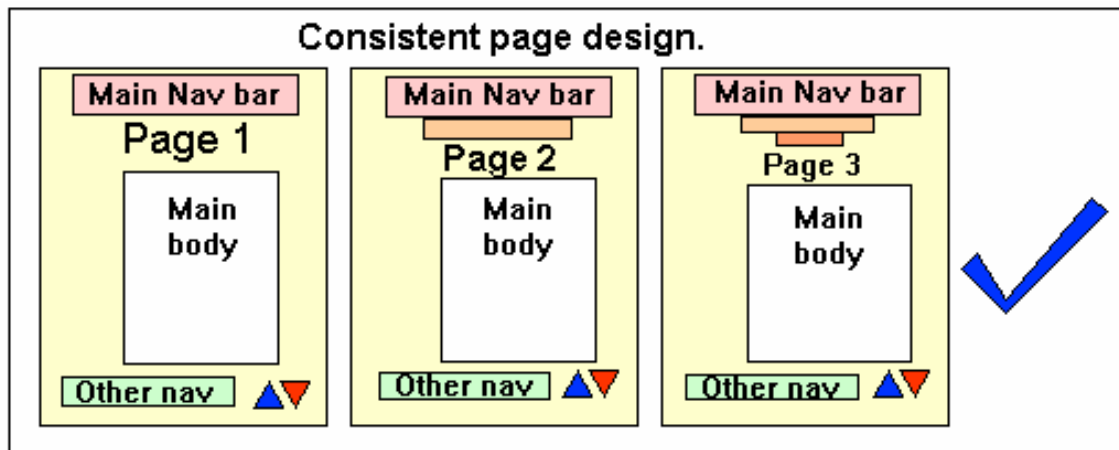 Consistent page design.
Main Nav bar
Page 1
Main
body
Other nav
Main Nav bar
Page 2
Main
body
Other nav
Main Nav bar
Page 3
Main
body
Other nav